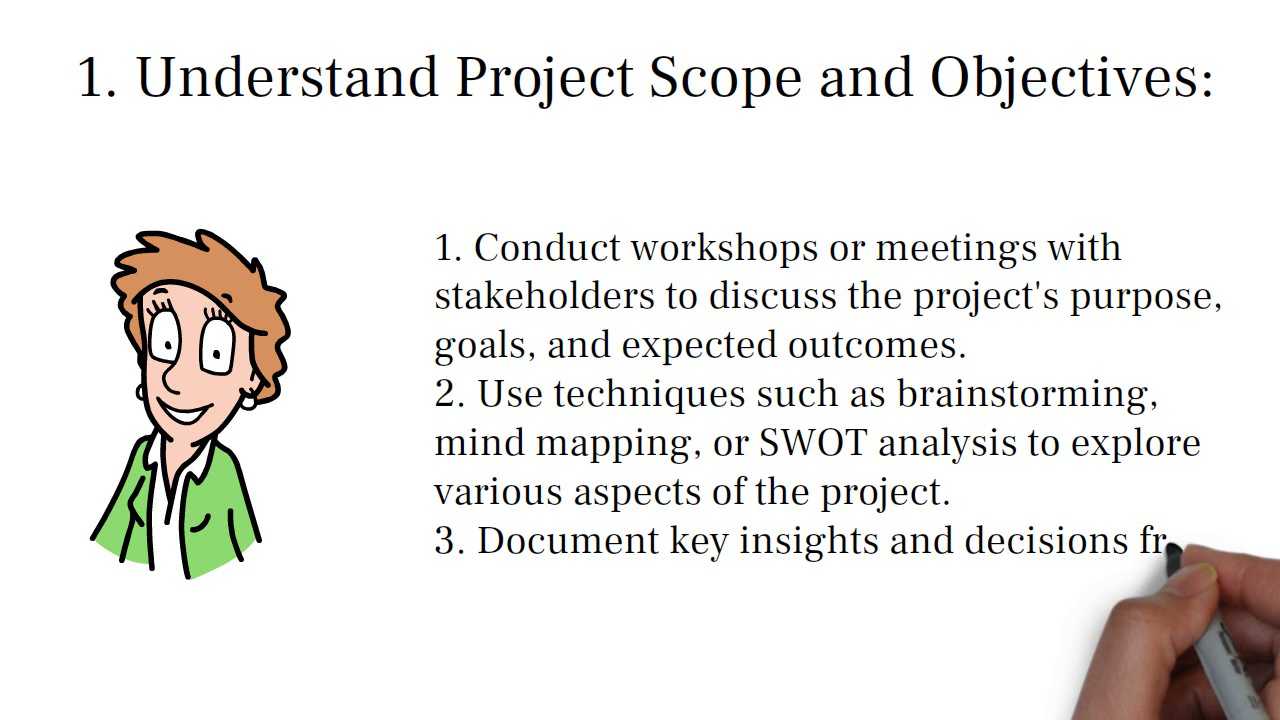 1. Understand Project Scope and Objectives:
1. Conduct workshops or meetings with
stakeholders to discuss the project's purpose,
goals, and expected outcomes.
2. Use techniques such as brainstorming,
mind mapping, or SWOT analysis to explore
various aspects of the project.
3. Document key insights and decisions fr